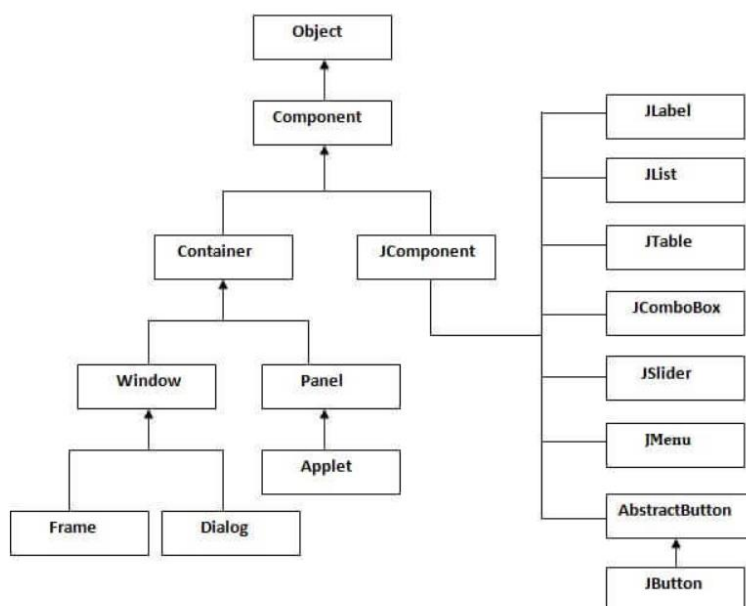 Object
Component
Container
JComponent
Window
Panel
Applet
Frame
Dialog
JLabel
JList
JTable
JComboBox
JSlider
JMenu
AbstractButton
JButton